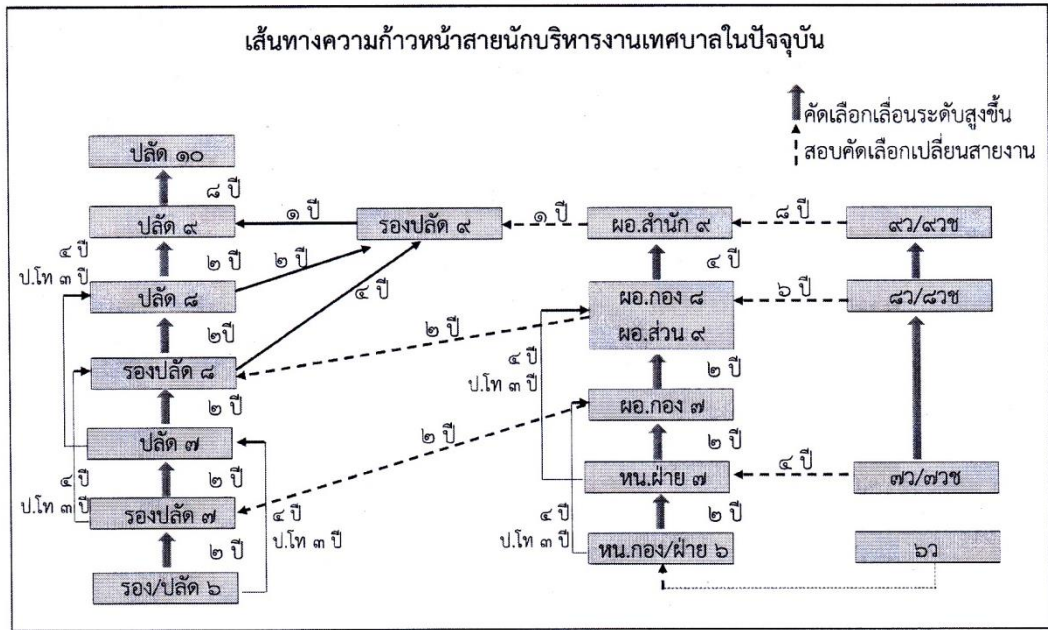 เส้นทางความก้าวหน้าสายนักบริหารงานเทศบาลในปัจจุบัน
คัดเลือกเลื่อนระดับสูงขึ้น
สอบคัดเลือกเปลี่ยนสายงาน
ปลัด ๑๐
๘ ปี
ปลัด ๙
๑ ปี
รองปลัด ๙
๑ ปี
ผอ.สำนัก ๙
๘ ปี
๙ว/๙วช
๔ ปี
ป.โท ๓ ปี
๒ ปี
๒ ปี
๔ ปี
๔ ปี
ปลัด ๘
ผอ.กอง ๘
ผอ.ส่วน ๙
๖ ปี
๘ว/๘วช
๒ปี
๒ ปี
รองปลัด ๘
๔ ปี
ป.โท ๓ ปี
๒ ปี
๒ ปี
ผอ.กอง ๗
ปลัด ๗
๒ ปี
๒ ปี
๔ ปี
ป.โท ๓ ปี
๒ ปี
หน.ฝ่าย ๗
๔ ปี
๗ว/๗วช
รองปลัด ๗
๔ ปี
ป.โท ๓ ปี
๒ ปี
๔ ปี
ป.โท ๓ ปี
๒ ปี
หน.กอง/ฝ่าย ๖
๖ว
รอง/ปลัด ๖